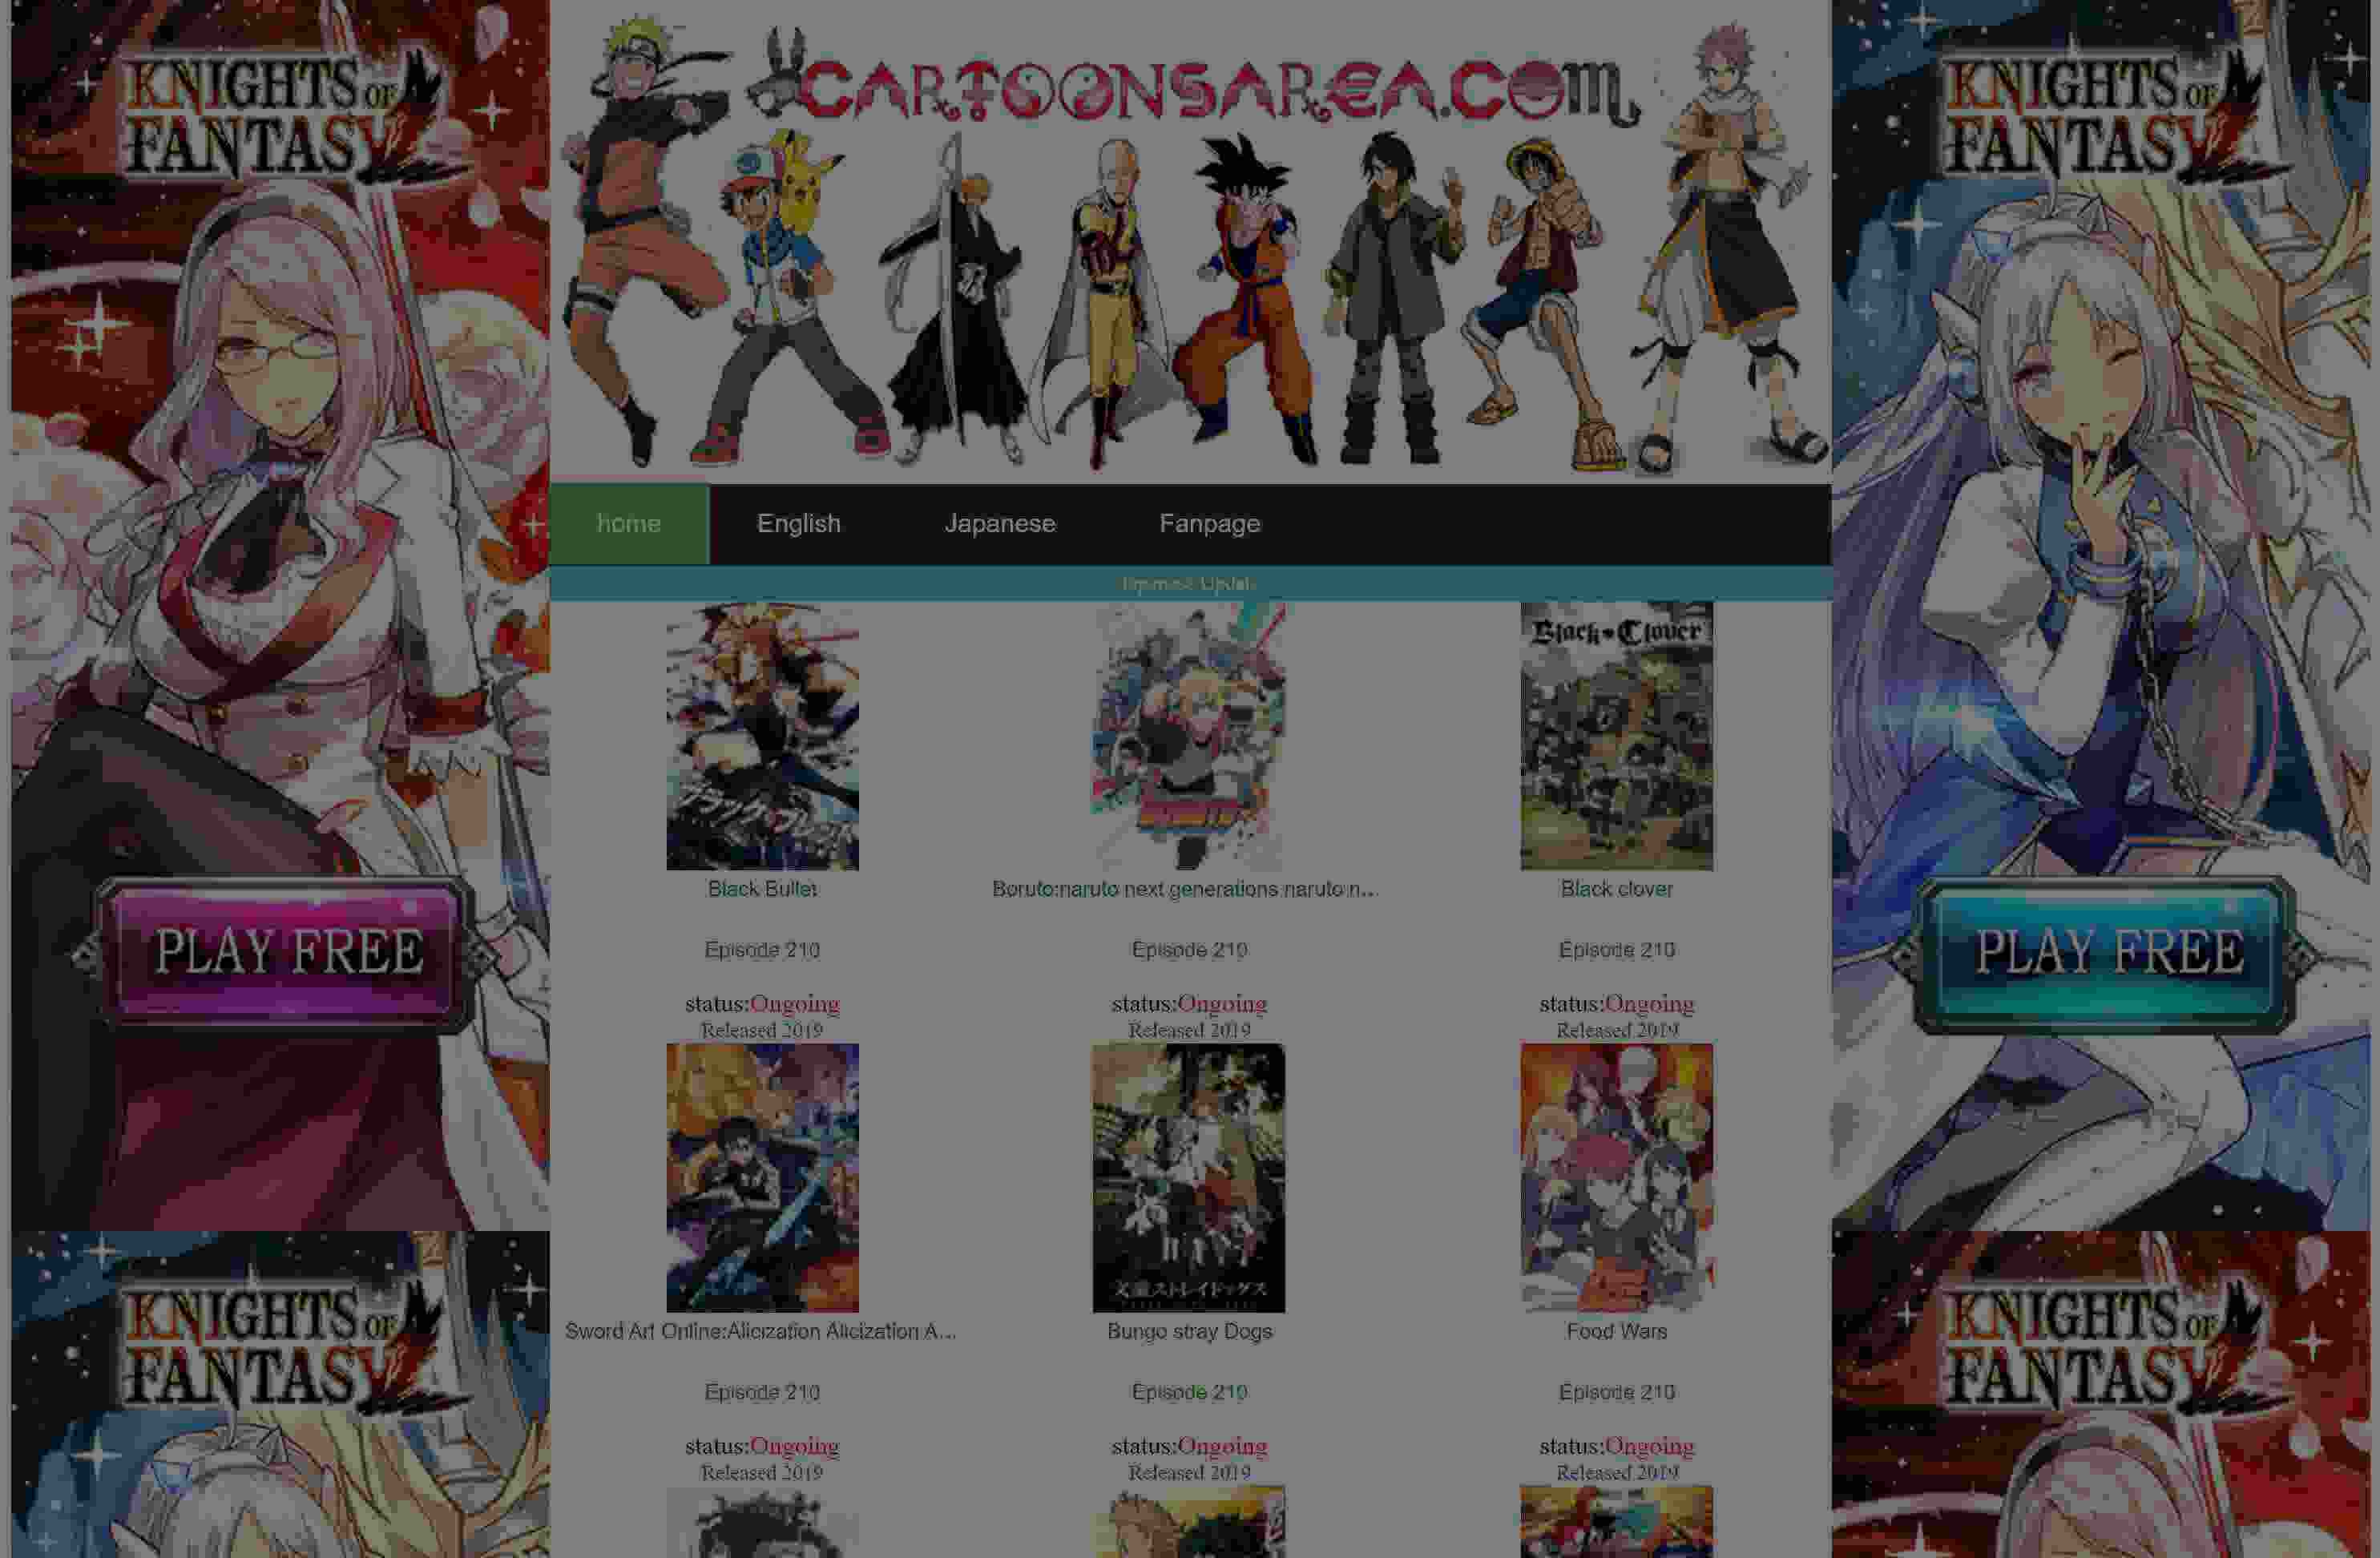 KNIGHTS OF
FANTASY
CARTOONSAREA.COM
KNIGHTS OF
FANTASY
home
English
Japanese
Fanpage
Black Clover
Black Bullet
Boruto:naruto next generations naruto n...
Black clover
Episode 210
Episode 210
Episode 210
PLAY FREE
PLAY FREE
status:Ongoing
status:Ongoing
status:Ongoing
Released 2019
Released 2019
Released 2019
文豪ストレイドッグス
Sword Art Online:Alicization Alicization A...
Bungo stray Dogs
Food Wars
KNIGHTS OF
FANTASY
KNIGHTS OF
FANTASY
Episode 210
Episode 210
Episode 210
status:Ongoing
status:Ongoing
status:Ongoing
Released 2019
Released 2019
Released 2019